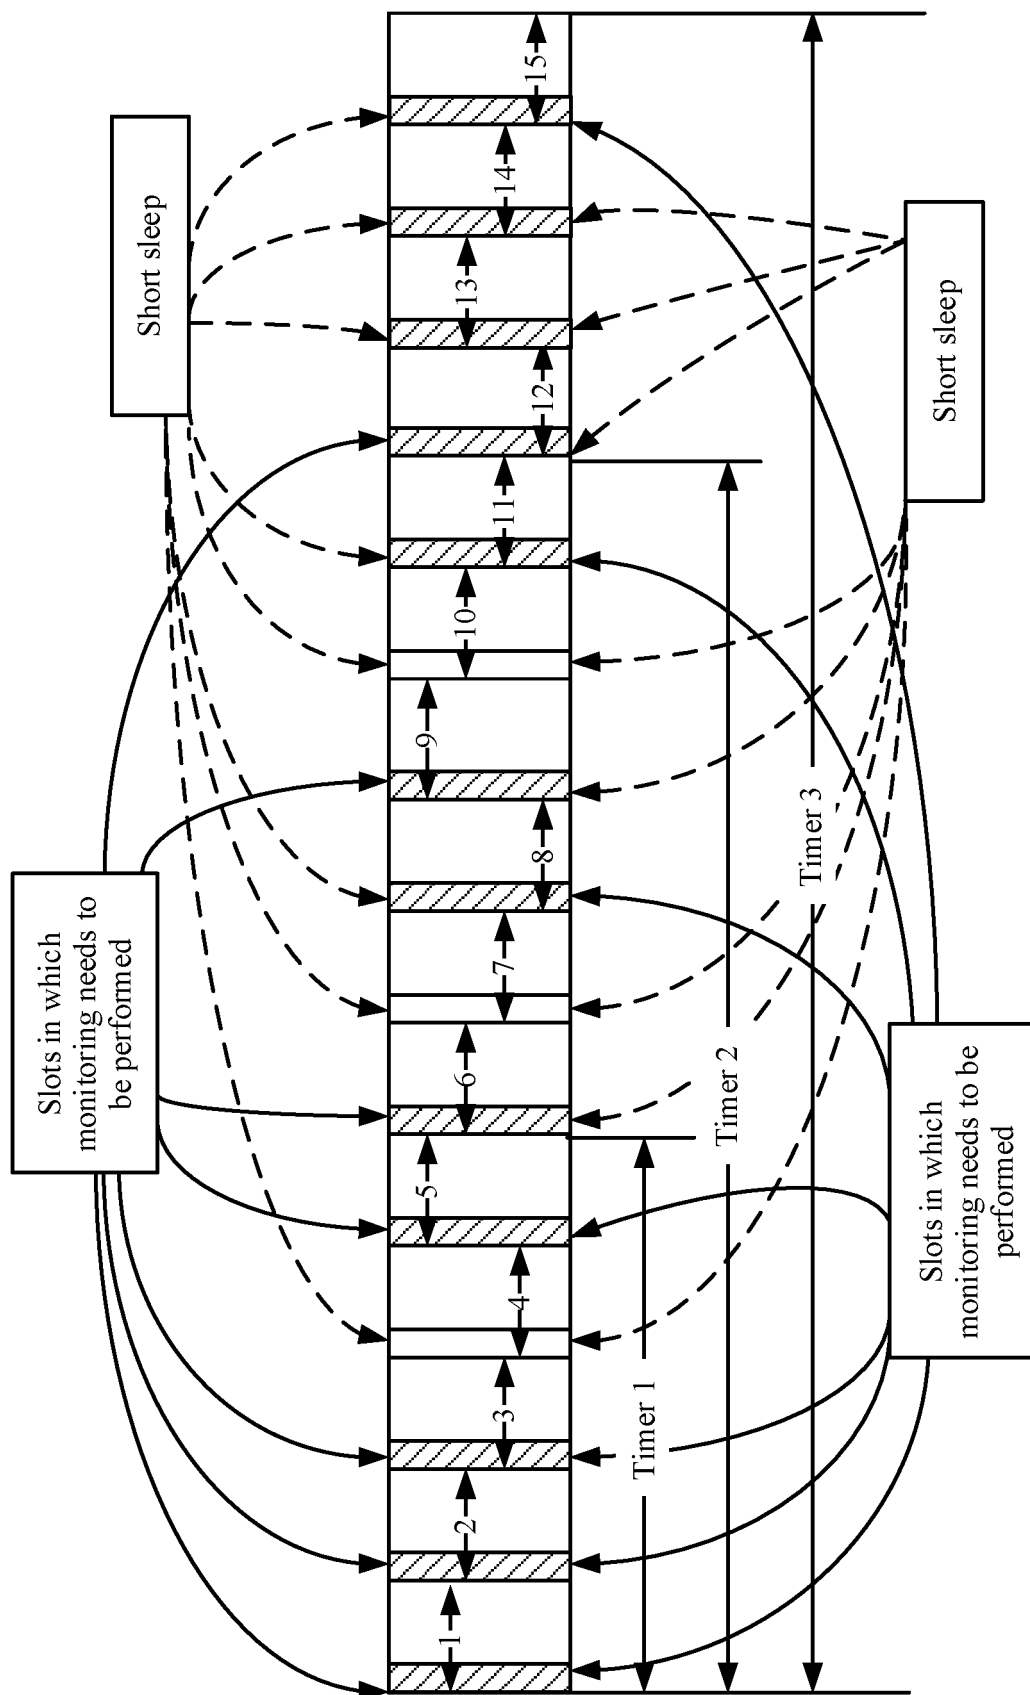 Slots in which
monitoring needs to
be performed
Short sleep
1
2
3
4
5
6
7
8
9
10
11
12
13
14
15
Timer 1
Timer 2
Timer 3
Slots in which
monitoring needs to be
performed
Short sleep